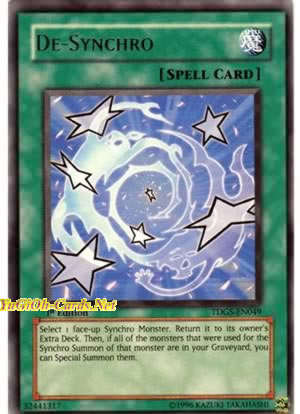 DE-SYNCHRO
魔
[SPELL CARD]
YuGiOh-Cards.Net
TDGS-EN049
1st Edition
Select 1 face-up Synchro Monster. Return it to its owner's
Extra Deck. Then, if all of the monsters that were used for the
Synchro Summon of that monster are in your Graveyard, you
can Special Summon them.
32441317
©1996 KAZUKI TAKAHASHI